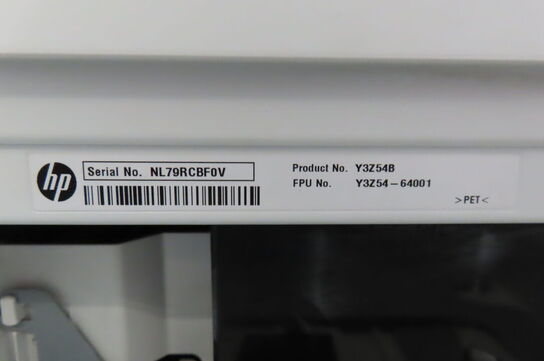 hp
Serial No. NL79RCBF0V
Product No. Y3Z54B
FPU No. Y3Z54-64001
>PET<